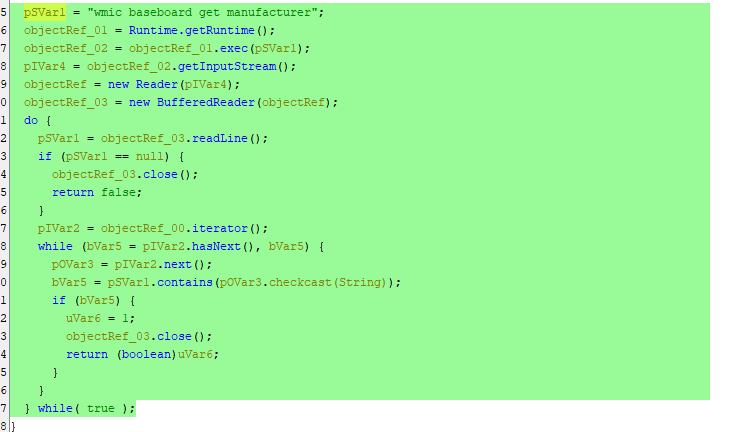 5 pSVar1 = "wmic baseboard get manufacturer";
6 objectRef_01 = Runtime.getRuntime();
7 objectRef_02 = objectRef_01.exec(pSVar1);
8 pIVar4 = objectRef_02.getInputStream();
9 objectRef = new Reader(pIVar4);
0 objectRef_03 = new BufferedReader(objectRef);
1 do {
2 pSVar1 = objectRef_03.readLine();
3 if (pSVar1 == null) {
4 objectRef_03.close();
5 return false;
6 }
7 pIVar2 = objectRef_00.iterator();
8 while (bVar5 = pIVar2.hasNext(), bVar5) {
9 pOVar3 = pIVar2.next();
0 bVar5 = pSVar1.contains(pOVar3.checkcast(String));
1 if (bVar5) {
2 uVar6 = 1;
3 objectRef_03.close();
4 return (boolean)uVar6;
5 }
6 }
7 } while( true );
8 }